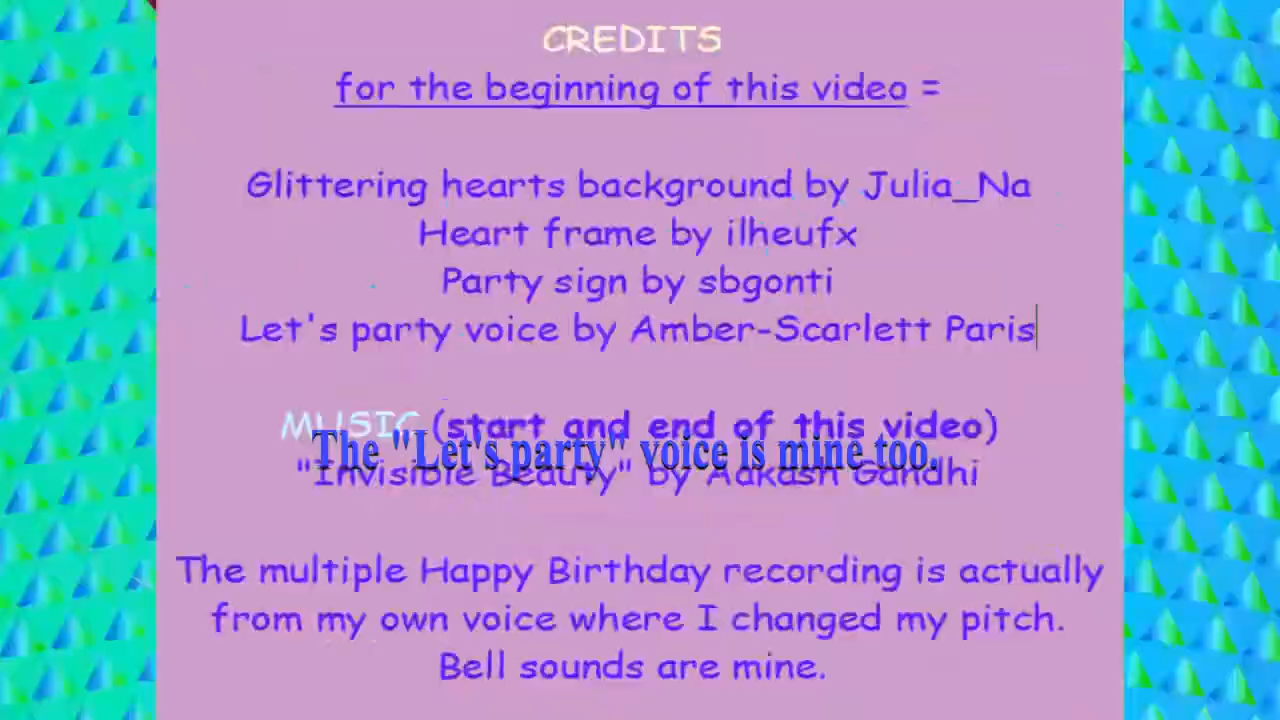 CREDITS
for the beginning of this video =
Glittering hearts background by Julia_Na
Heart frame by ilheufx
Party sign by sbgonti
Let's party voice by Amber-Scarlett Paris
MUSIC (start and end of this video)
The "Let's party" voice is mine too.
"Invisible Beauty" by Aakash Gandhi
The multiple Happy Birthday recording is actually
from my own voice where I changed my pitch.
Bell sounds are mine.